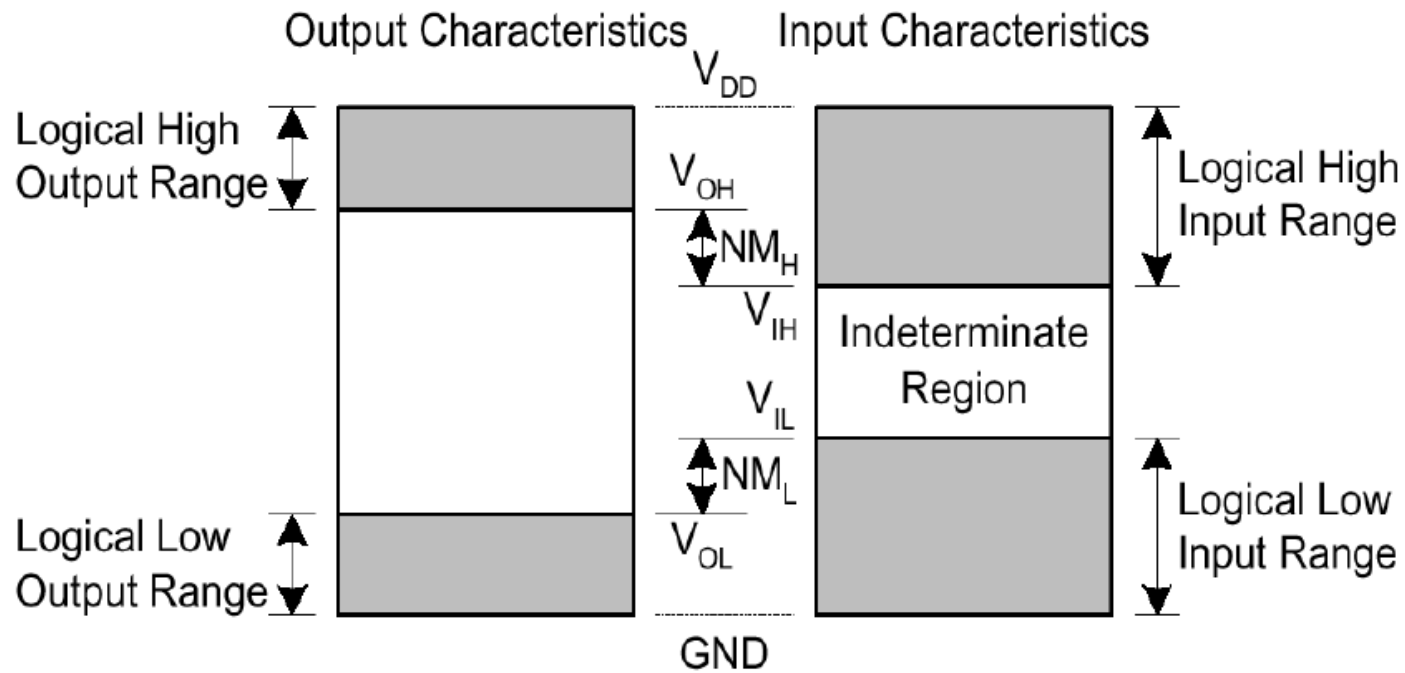 Output Characteristics
Input Characteristics
V_DD
Logical High
Output Range
V_OH
NM_H
V_IH
Logical High
Input Range
Indeterminate
Region
V_IL
NM_L
V_OL
Logical Low
Output Range
Logical Low
Input Range
GND